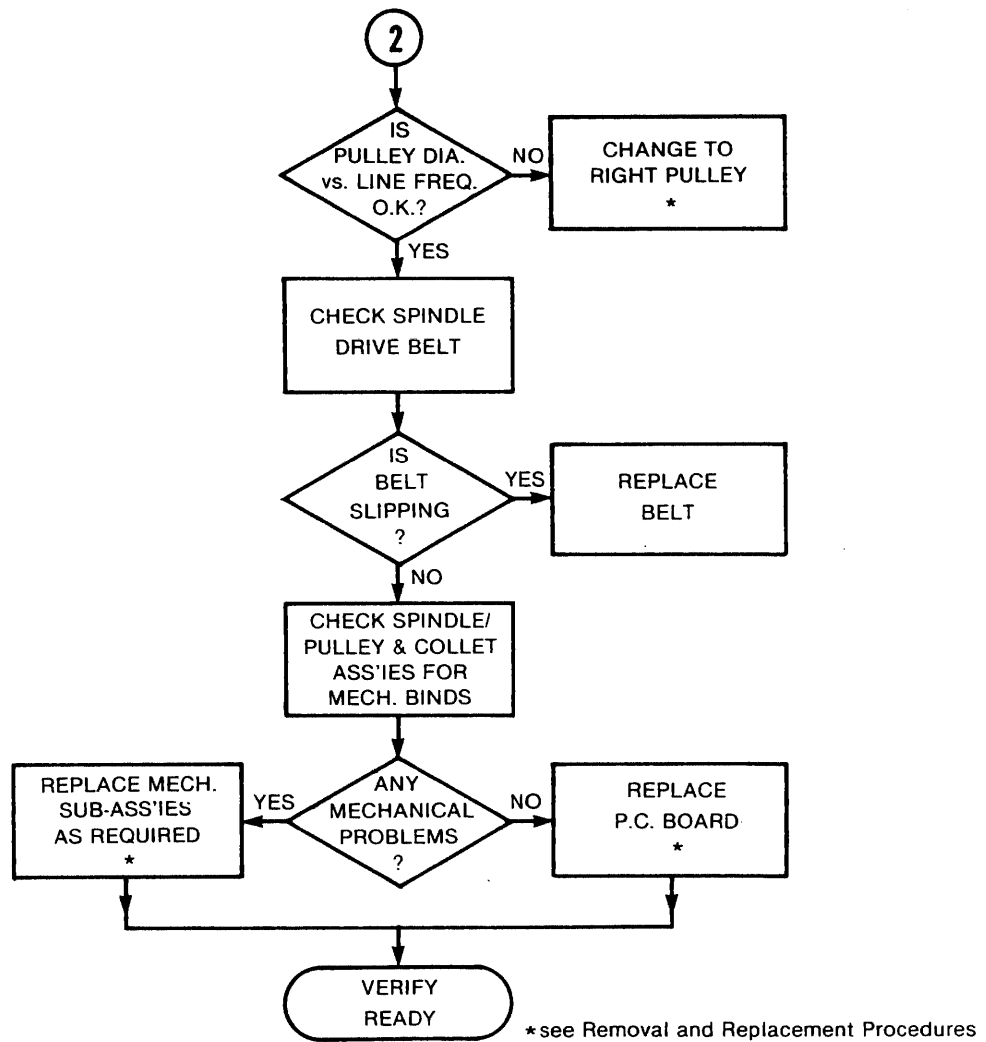 2
IS
PULLEY DIA.
vs. LINE FREQ.
O.K.?
NO
CHANGE TO
RIGHT PULLEY
*
YES
CHECK SPINDLE
DRIVE BELT
IS
BELT
SLIPPING
?
YES
REPLACE
BELT
NO
CHECK SPINDLE/
PULLEY & COLLET
ASS'IES FOR
MECH. BINDS
ANY
MECHANICAL
PROBLEMS
?
YES
REPLACE MECH.
SUB-ASS'IES
AS REQUIRED
*
NO
REPLACE
P.C. BOARD
*
VERIFY
READY
*see Removal and Replacement Procedures